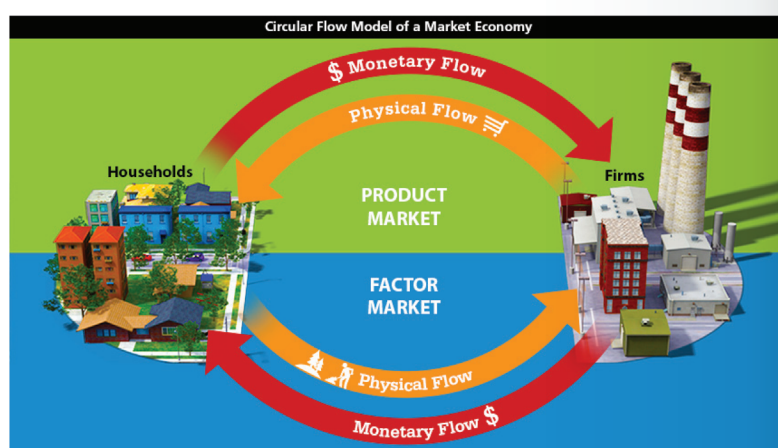 Circular Flow Model of a Market Economy
$ Monetary Flow
Physical Flow
Households
Firms
PRODUCT
MARKET
FACTOR
MARKET
Physical Flow
Monetary Flow $